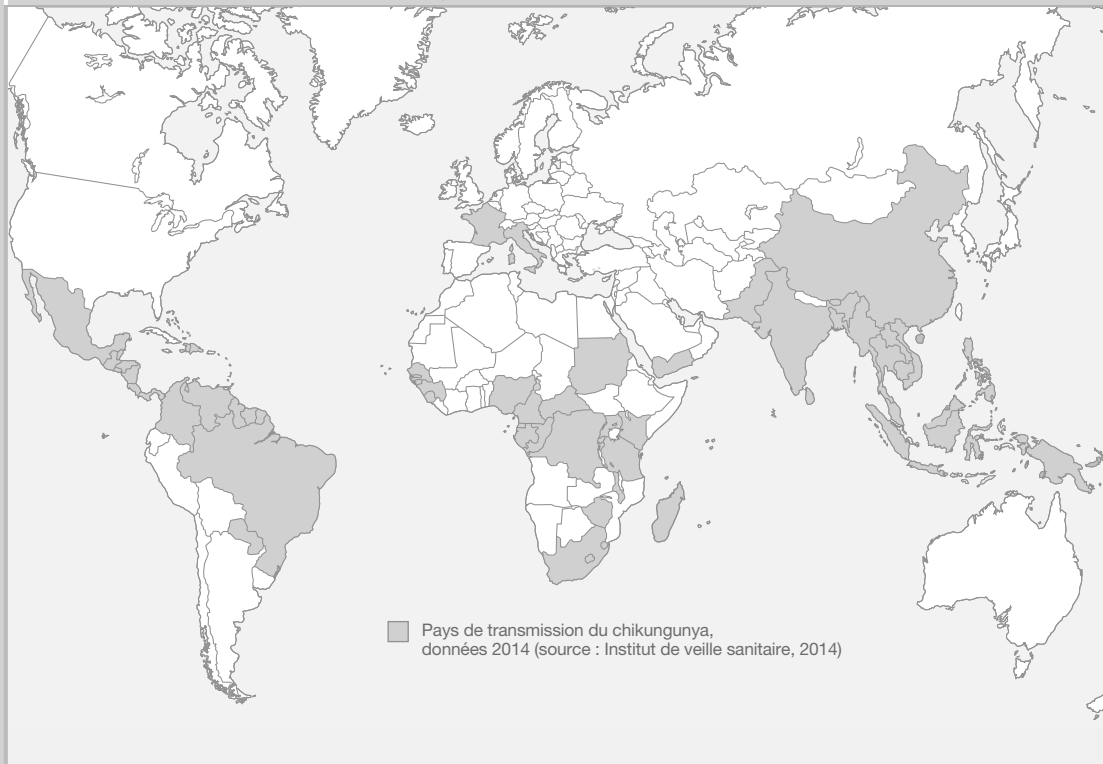 Pays de transmission du chikungunya,
données 2014 (source : Institut de veille sanitaire, 2014)